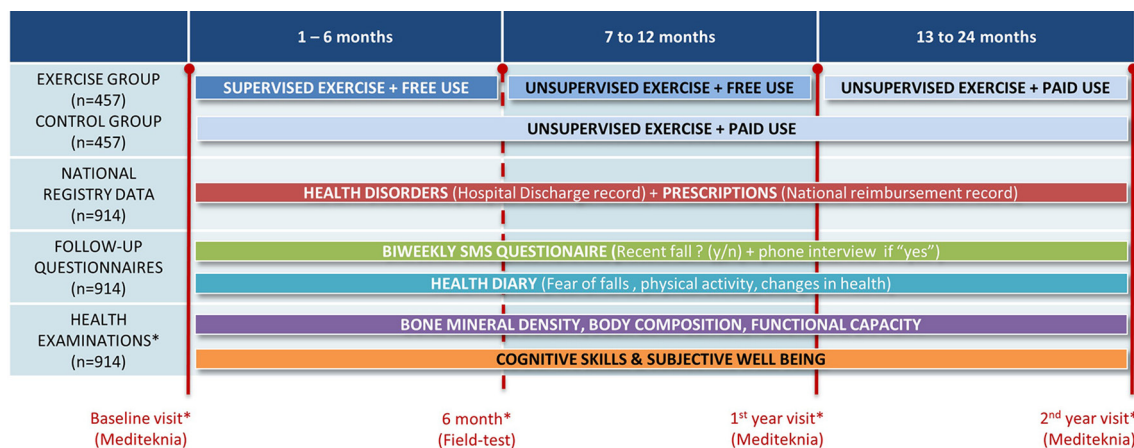 1 – 6 months
7 to 12 months
13 to 24 months
EXERCISE GROUP
(n=457)
SUPERVISED EXERCISE + FREE USE
UNSUPERVISED EXERCISE + FREE USE
UNSUPERVISED EXERCISE + PAID USE
CONTROL GROUP
(n=457)
UNSUPERVISED EXERCISE + PAID USE
NATIONAL
REGISTRY DATA
(n=914)
HEALTH DISORDERS (Hospital Discharge record) + PRESCRIPTIONS (National reimbursement record)
FOLLOW-UP
QUESTIONNAIRES
(n=914)
BIWEEKLY SMS QUESTIONAIRE (Recent fall ? (y/n) + phone interview if “yes”)
HEALTH DIARY (Fear of falls , physical activity, changes in health)
HEALTH
EXAMINATIONS*
(n=914)
BONE MINERAL DENSITY, BODY COMPOSITION, FUNCTIONAL CAPACITY
COGNITIVE SKILLS & SUBJECTIVE WELL BEING
Baseline visit*
(Mediteknia)
6 month*
(Field-test)
1st year visit*
(Mediteknia)
2nd year visit*
(Mediteknia)